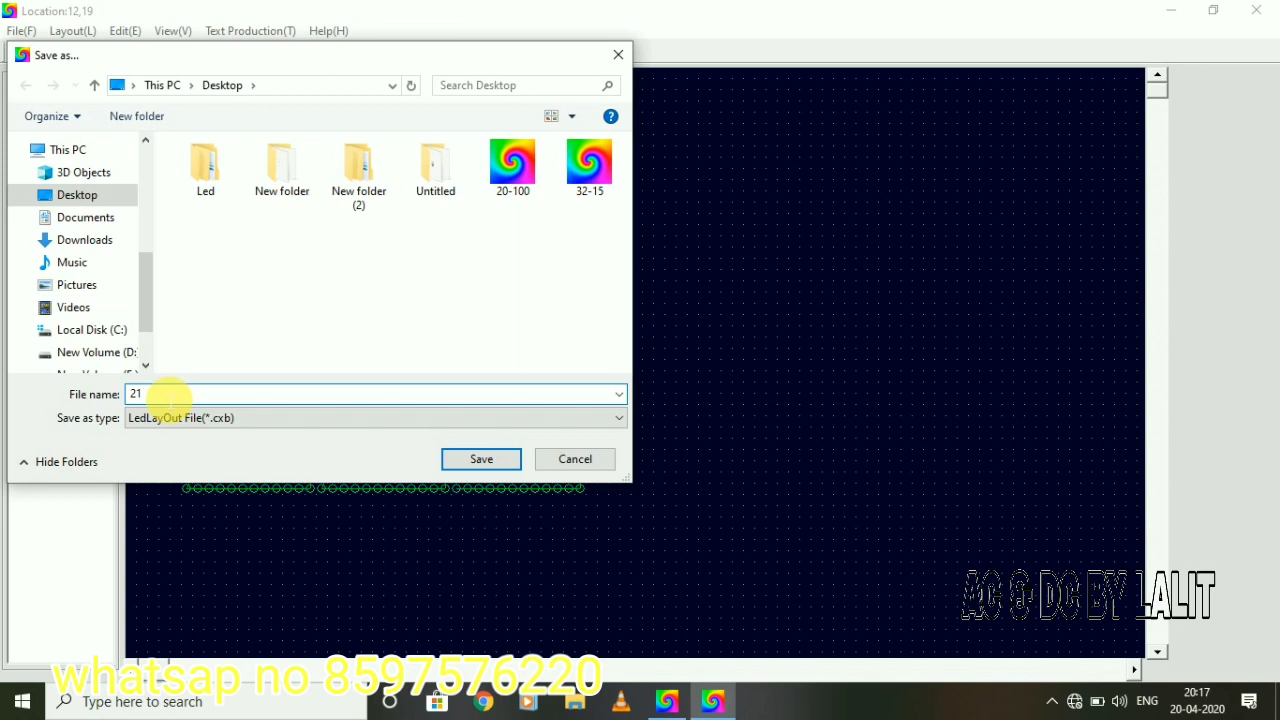 Location:12,19
File(F) Layout(L) Edit(E) View(V) Text Production(T) Help(H)
Save as...
This PC › Desktop ›
Search Desktop
Organize
New folder
This PC
3D Objects
Desktop
Documents
Downloads
Music
Pictures
Videos
Local Disk (C:)
New Volume (D:
Led
New folder
New folder (2)
Untitled
20-100
32-15
File name: 21
Save as type: LedLayOut File(*.cxb)
Hide Folders
Save
Cancel
AC & DC BY LALIT
whatsap no 8597576220
Type here to search
ENG
20:17
20-04-2020